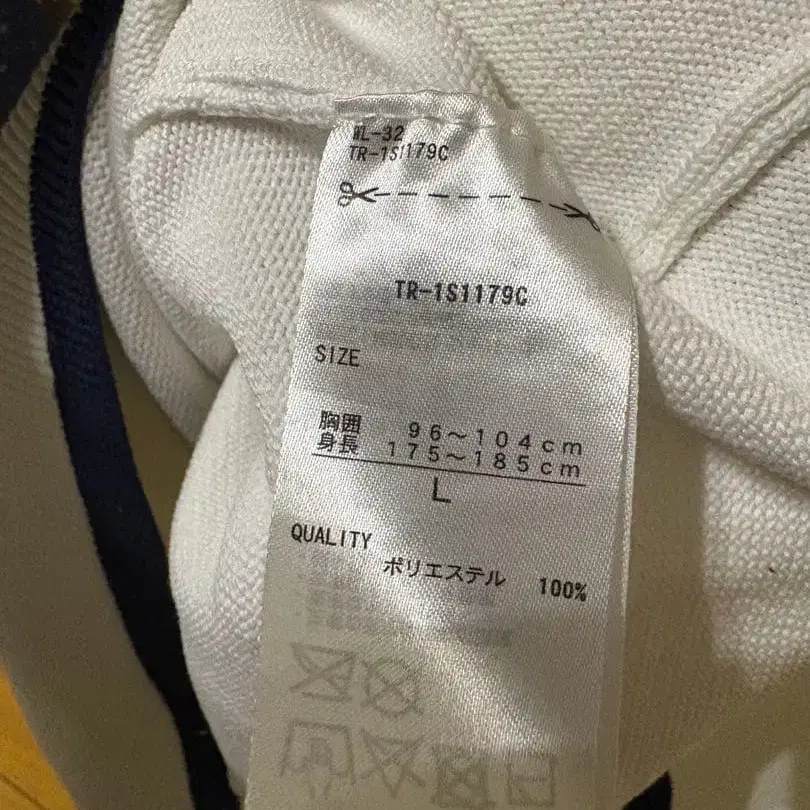 WL-32
TR-1S1179C
TR-1S1179C
SIZE
胸囲 96～104cm
身長 175～185cm
L
QUALITY
ポリエステル 100%